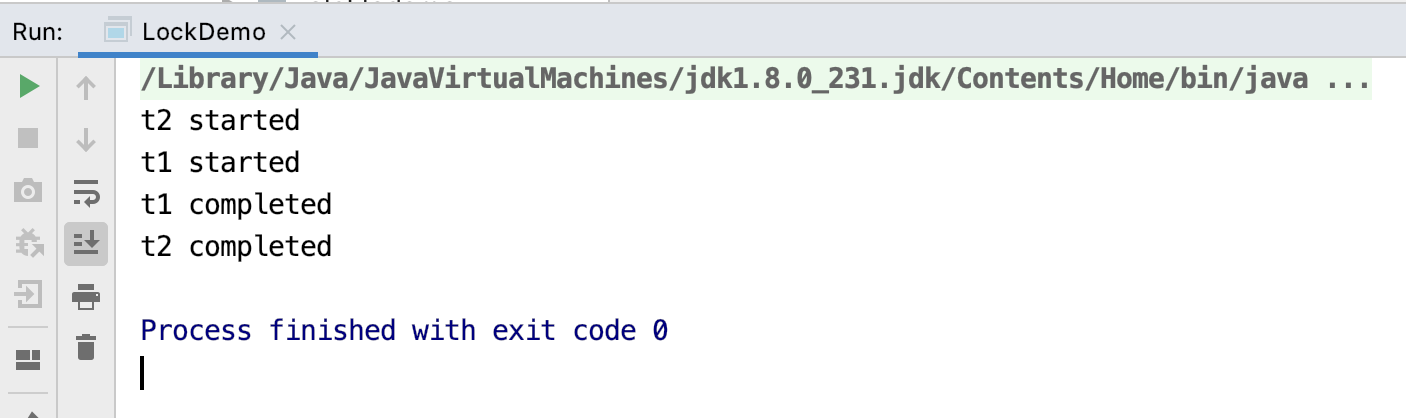 Run: LockDemo
/Library/Java/JavaVirtualMachines/jdk1.8.0_231.jdk/Contents/Home/bin/java ...
t2 started
t1 started
t1 completed
t2 completed
Process finished with exit code 0